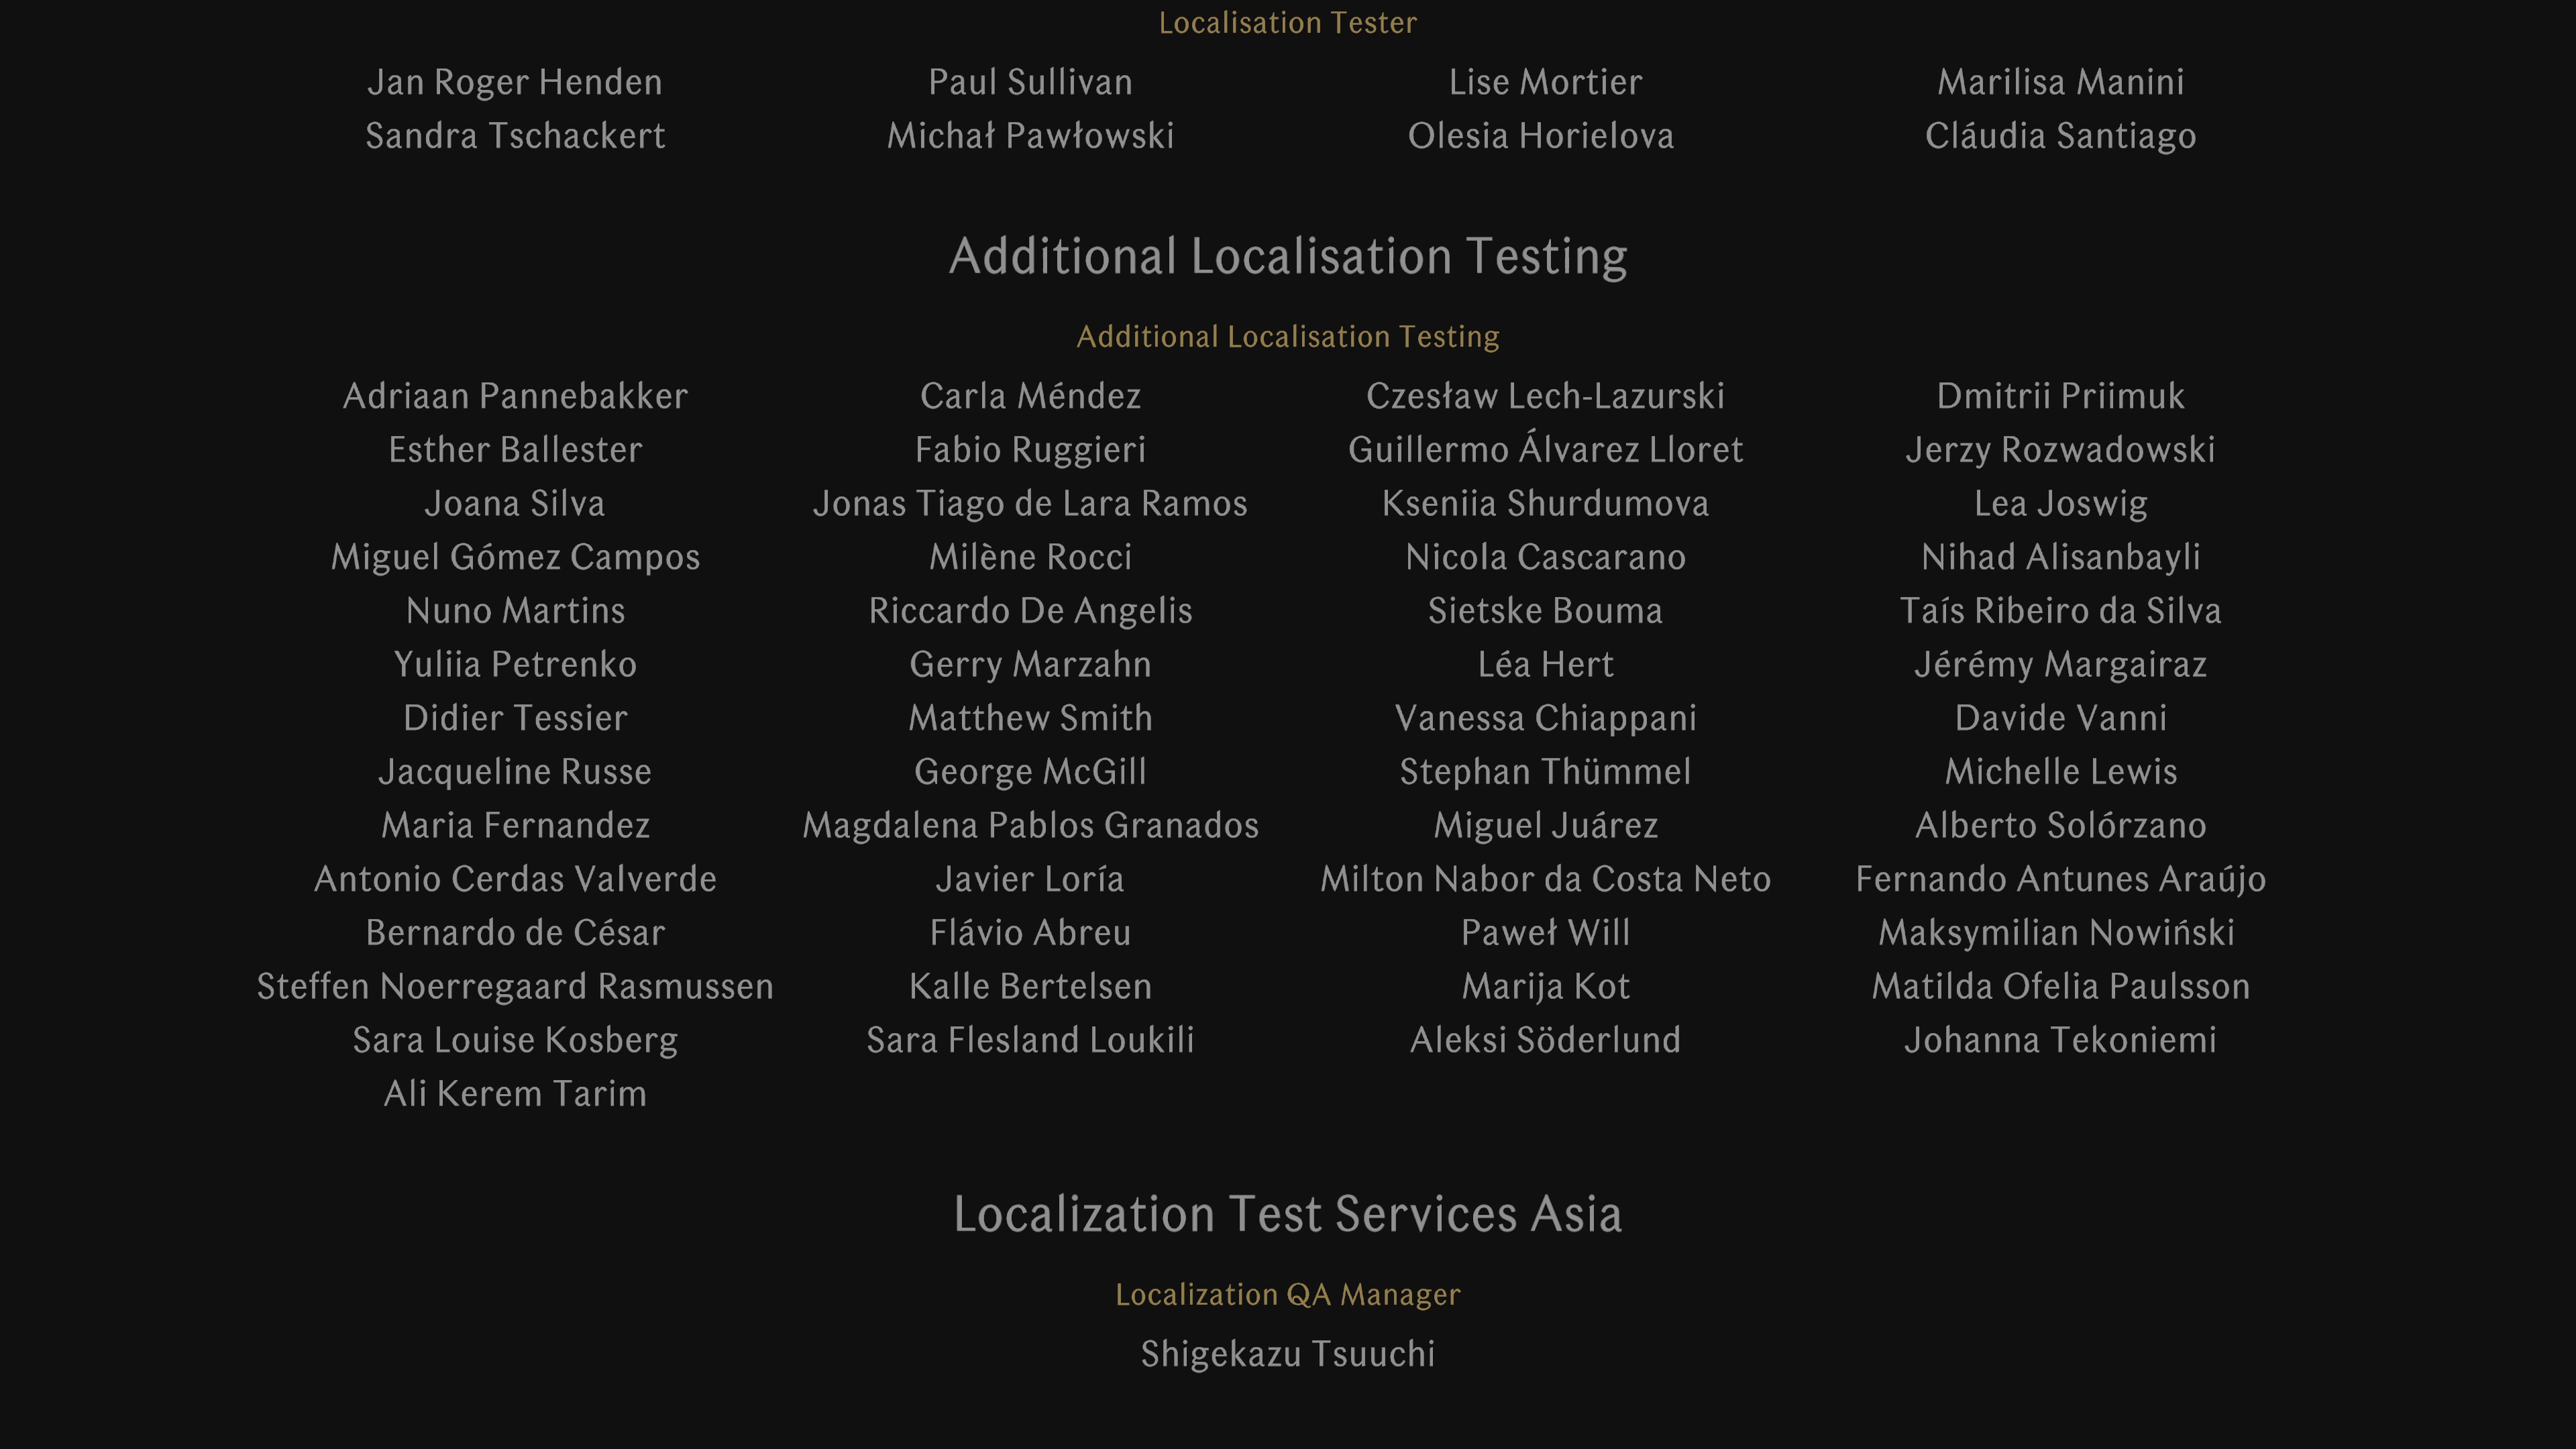 Localisation Tester
Jan Roger Henden Paul Sullivan Lise Mortier Marilisa Manini
Sandra Tschackert Michał Pawłowski Olesia Horielova Cláudia Santiago
Additional Localisation Testing
Additional Localisation Testing
Adriaan Pannebakker Carla Méndez Czesław Lech-Lazurski Dmitrii Priimuk
Esther Ballester Fabio Ruggieri Guillermo Álvarez Lloret Jerzy Rozwadowski
Joana Silva Jonas Tiago de Lara Ramos Kseniia Shurdumova Lea Joswig
Miguel Gómez Campos Milène Rocci Nicola Cascarano Nihad Alisanbayli
Nuno Martins Riccardo De Angelis Sietske Bouma Taís Ribeiro da Silva
Yuliia Petrenko Gerry Marzahn Léa Hert Jérémy Margairaz
Didier Tessier Matthew Smith Vanessa Chiappani Davide Vanni
Jacqueline Russe George McGill Stephan Thümmel Michelle Lewis
Maria Fernandez Magdalena Pablos Granados Miguel Juárez Alberto Solórzano
Antonio Cerdas Valverde Javier Loría Milton Nabor da Costa Neto Fernando Antunes Araújo
Bernardo de César Flávio Abreu Paweł Will Maksymilian Nowiński
Steffen Noerregaard Rasmussen Kalle Bertelsen Marija Kot Matilda Ofelia Paulsson
Sara Louise Kosberg Sara Flesland Loukili Aleksi Söderlund Johanna Tekoniemi
Ali Kerem Tarim
Localization Test Services Asia
Localization QA Manager
Shigekazu Tsuuchi